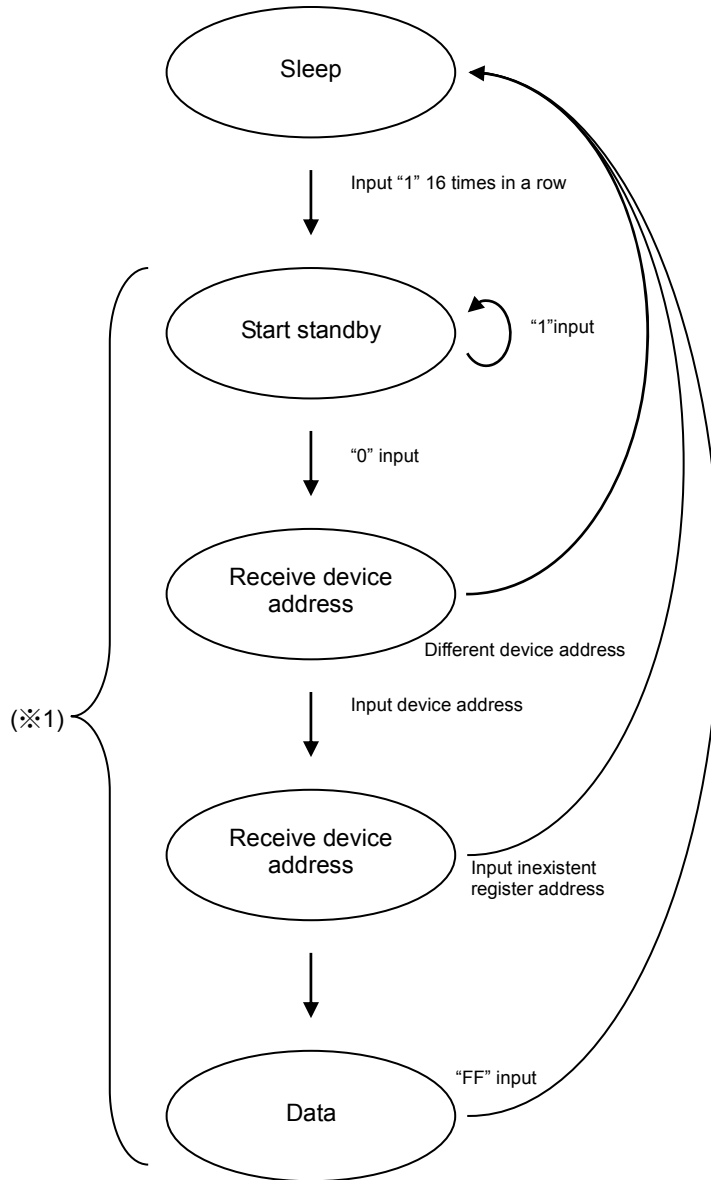 Sleep
Input “1” 16 times in a row
Start standby
“1”input
“0” input
Receive device
address
Different device address
Input device address
(※1)
Receive device
address
Input inexistent
register address
“FF” input
Data